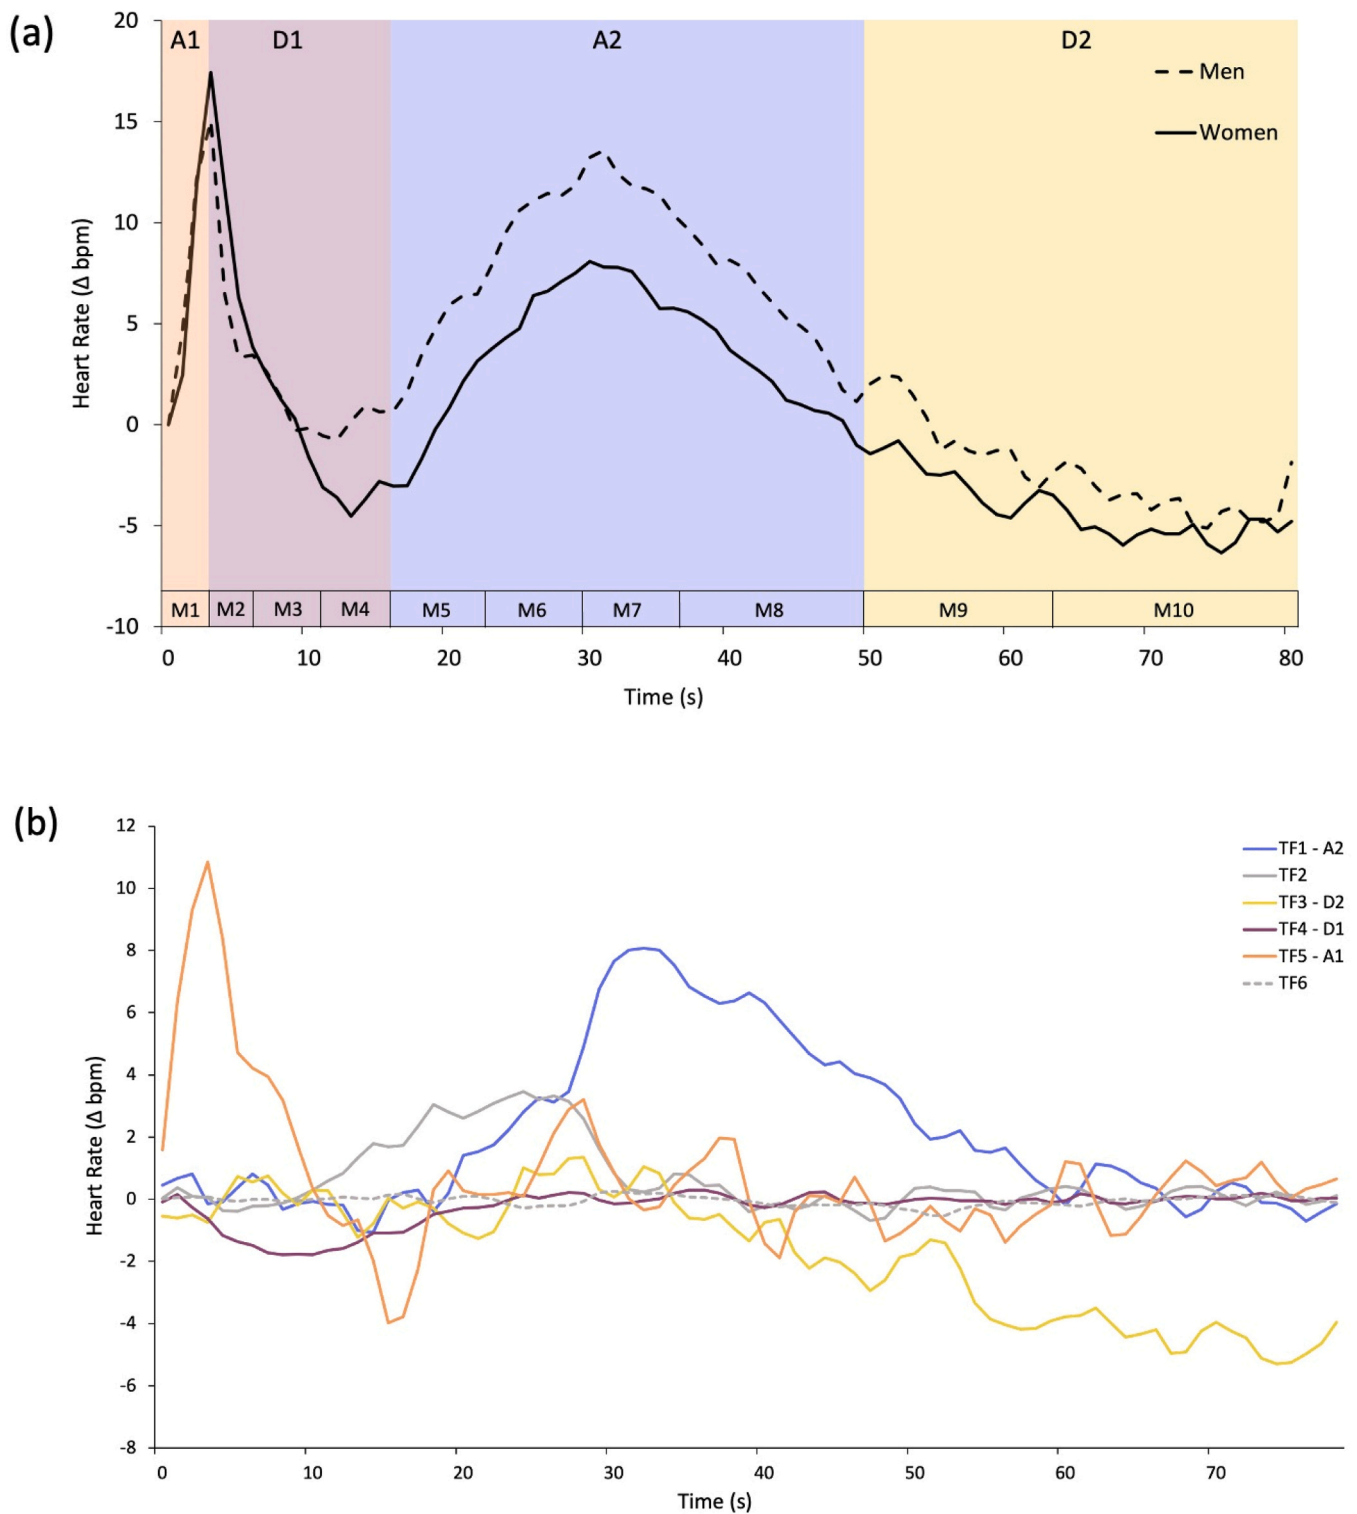 (a)
20
A1 D1 A2 D2
Men
15
Women
10
Heart Rate (Δ bpm)
5
0
-5
M1 M2 M3 M4 M5 M6 M7 M8 M9 M10
-10
0 10 20 30 40 50 60 70 80
Time (s)
(b)
12
TF1 - A2
TF2
TF3 - D2
TF4 - D1
TF5 - A1
TF6
10
8
6
4
Heart Rate (Δ bpm)
2
0
-2
-4
-6
-8
0 10 20 30 40 50 60 70
Time (s)